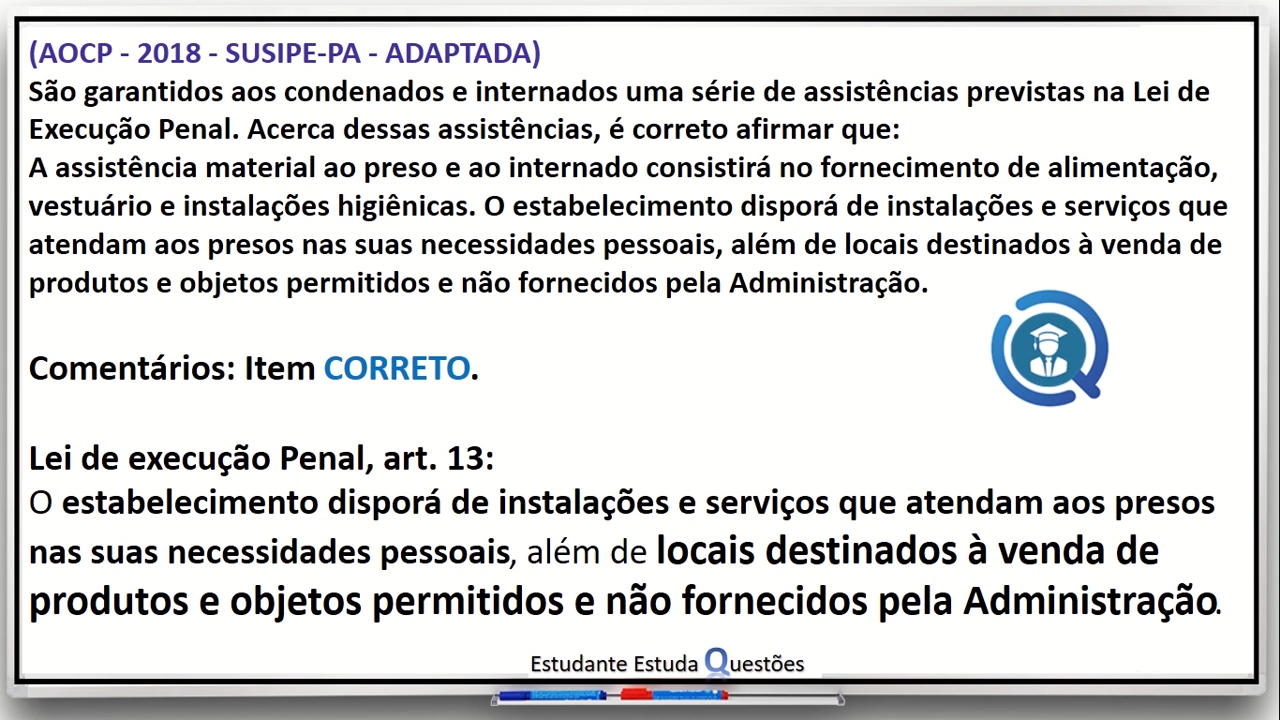 (AOCP - 2018 - SUSIPE-PA - ADAPTADA)
São garantidos aos condenados e internados uma série de assistências previstas na Lei de
Execução Penal. Acerca dessas assistências, é correto afirmar que:
A assistência material ao preso e ao internado consistirá no fornecimento de alimentação,
vestuário e instalações higiênicas. O estabelecimento disporá de instalações e serviços que
atendam aos presos nas suas necessidades pessoais, além de locais destinados à venda de
produtos e objetos permitidos e não fornecidos pela Administração.
Comentários: Item CORRETO.
Lei de execução Penal, art. 13:
O estabelecimento disporá de instalações e serviços que atendam aos presos
nas suas necessidades pessoais, além de locais destinados à venda de
produtos e objetos permitidos e não fornecidos pela Administração.
Estudante Estuda Questões